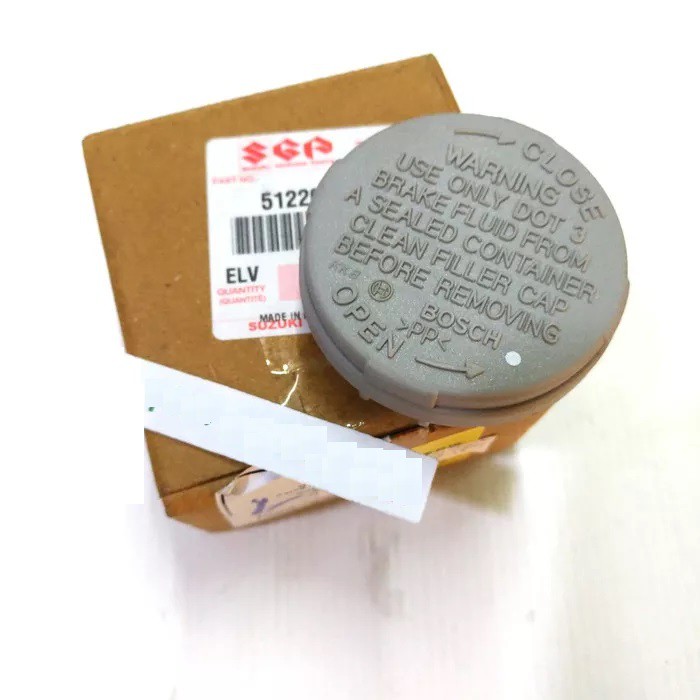 SGP
PART NO.
5122
ELV
QUANTITY
(QUANTITÉ)
MADE IN
SUZUKI
CLOSE
WARNING
USE ONLY DOT 3
BRAKE FLUID FROM
A SEALED CONTAINER
CLEAN FILLER CAP
BEFORE REMOVING
BOSCH
>PP<
OPEN